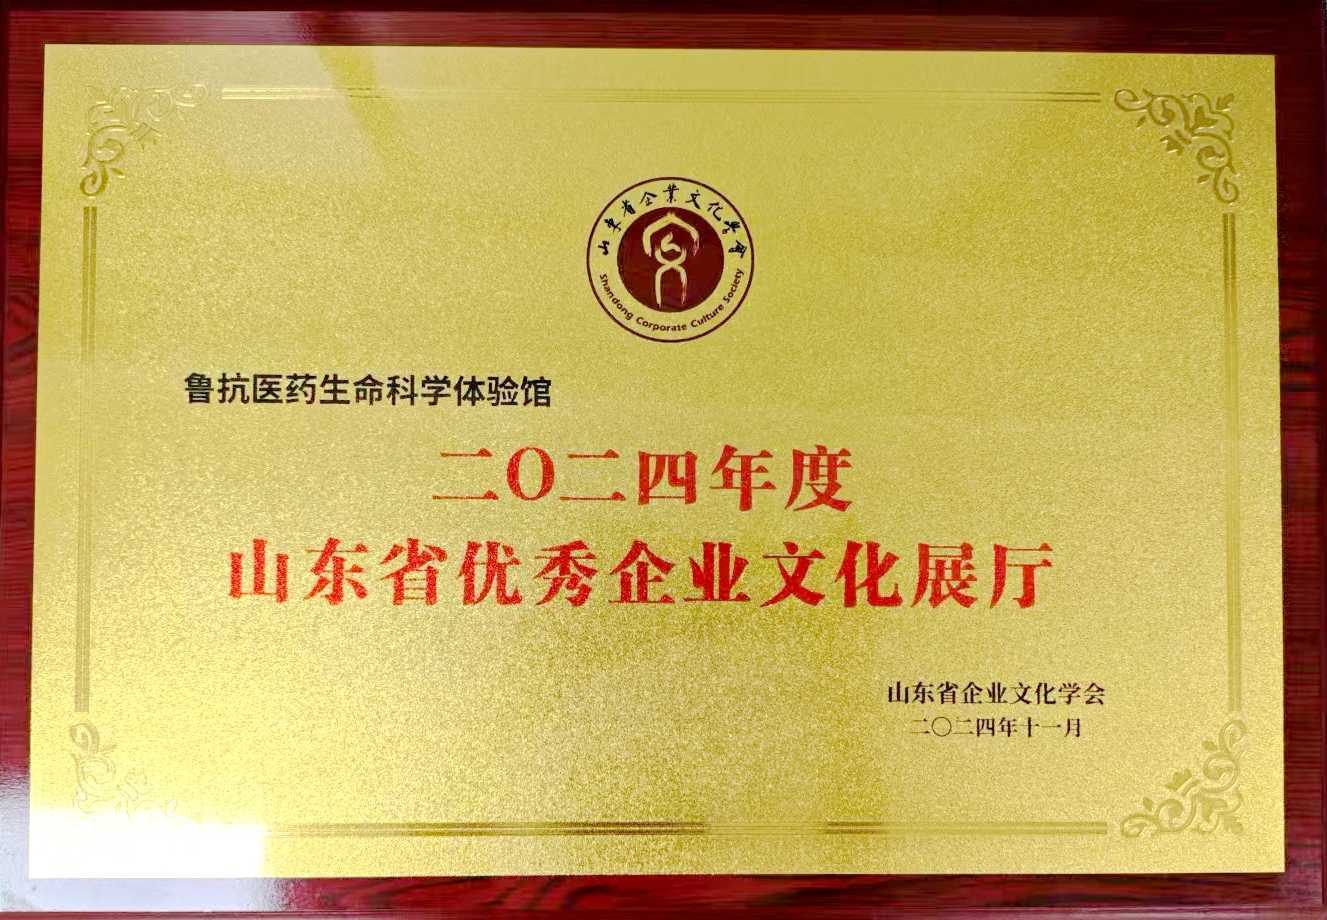 山东省企業文化学会
Shandong Corporate Culture Society
鲁抗医药生命科学体验馆
二〇二四年度
山东省优秀企业文化展厅
山东省企业文化学会
二〇二四年十一月